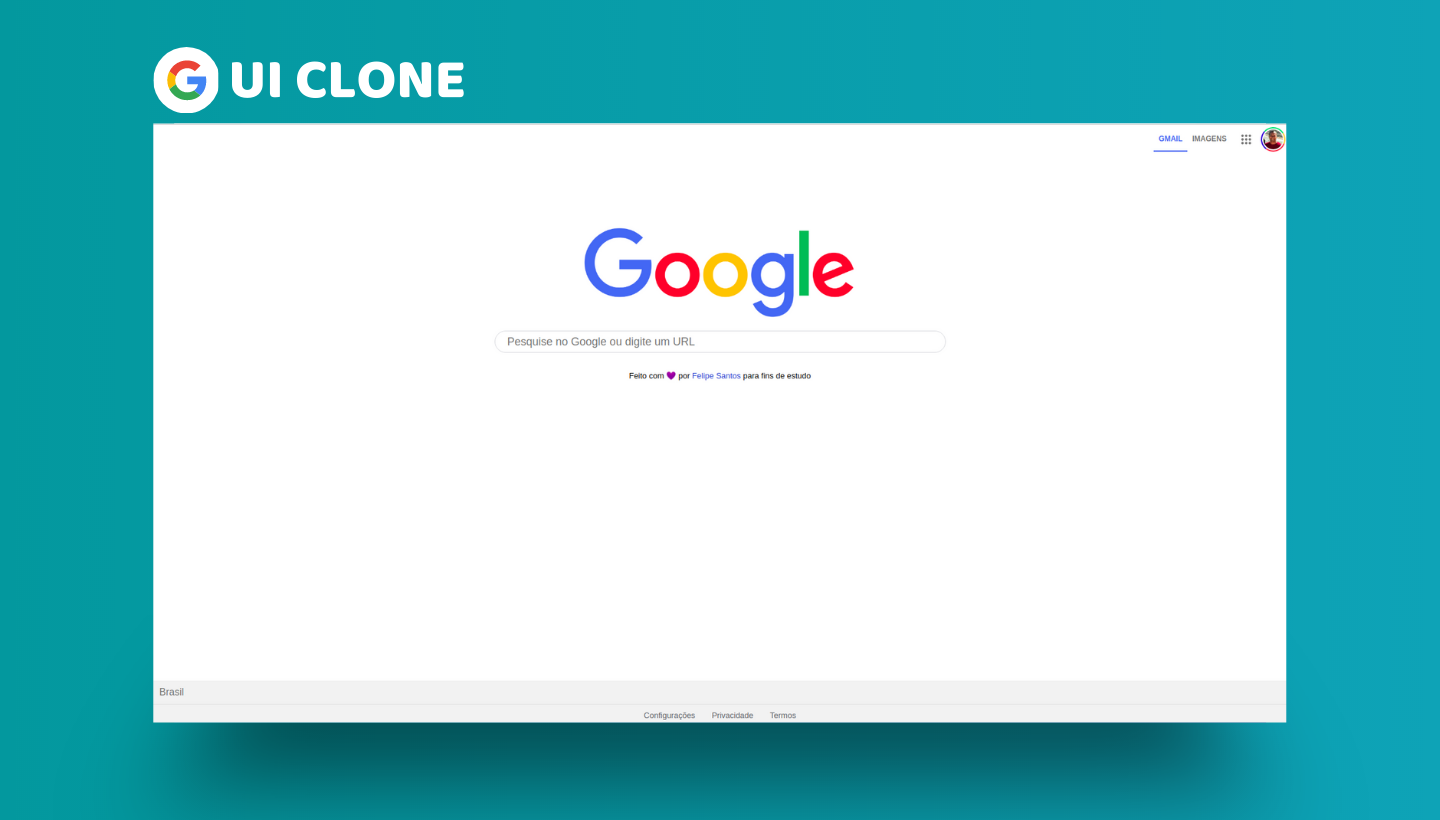 G UI CLONE
GMAIL IMAGENS
Google
Pesquise no Google ou digite um URL
Feito com 💜 por Felipe Santos para fins de estudo
Brasil
Configurações Privacidade Termos